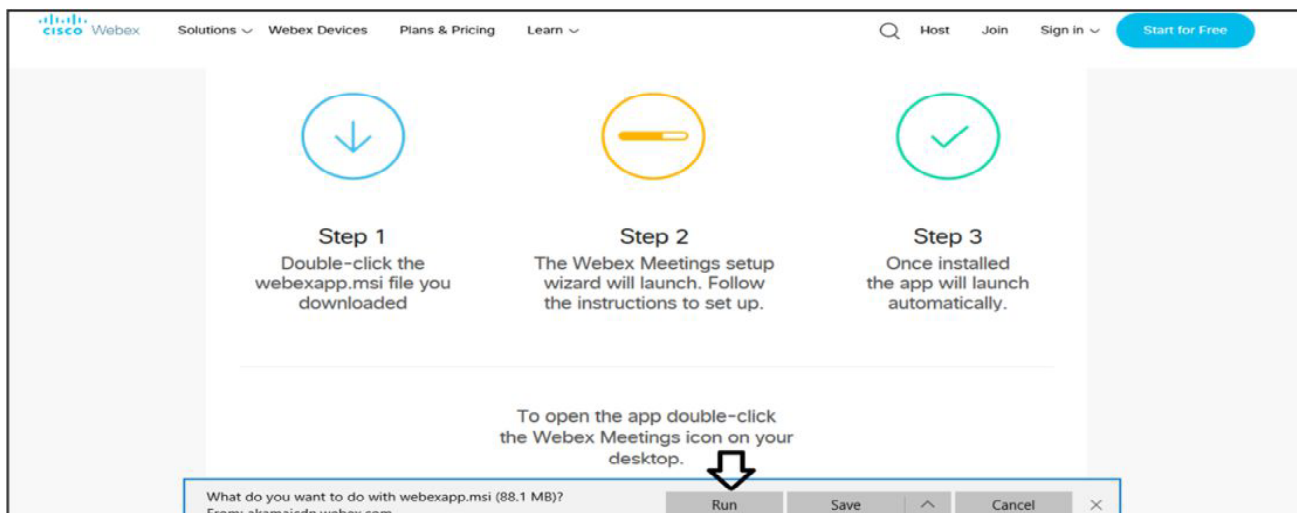 CISCO Webex Solutions Webex Devices Plans & Pricing Learn Host Join Sign in Start for Free
Step 1
Double-click the
webexapp.msi file you
downloaded
Step 2
The Webex Meetings setup
wizard will launch. Follow
the instructions to set up.
Step 3
Once installed
the app will launch
automatically.
To open the app double-click
the Webex Meetings icon on your
desktop.
What do you want to do with webexapp.msi (88.1 MB)?
From: akamaicdn.webex.com
Run Save Cancel